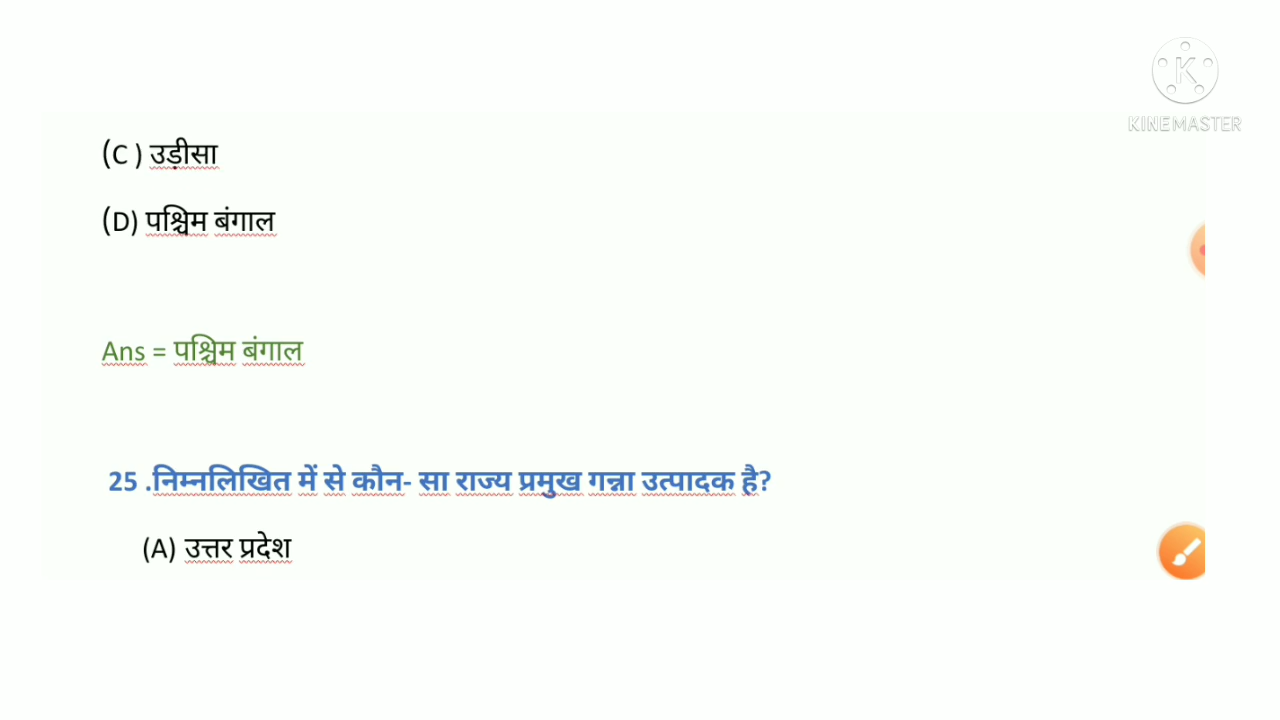 KINEMASTER
(C ) उड़ीसा
(D) पश्चिम बंगाल
Ans = पश्चिम बंगाल
25 .निम्नलिखित में से कौन- सा राज्य प्रमुख गन्ना उत्पादक है?
(A) उत्तर प्रदेश